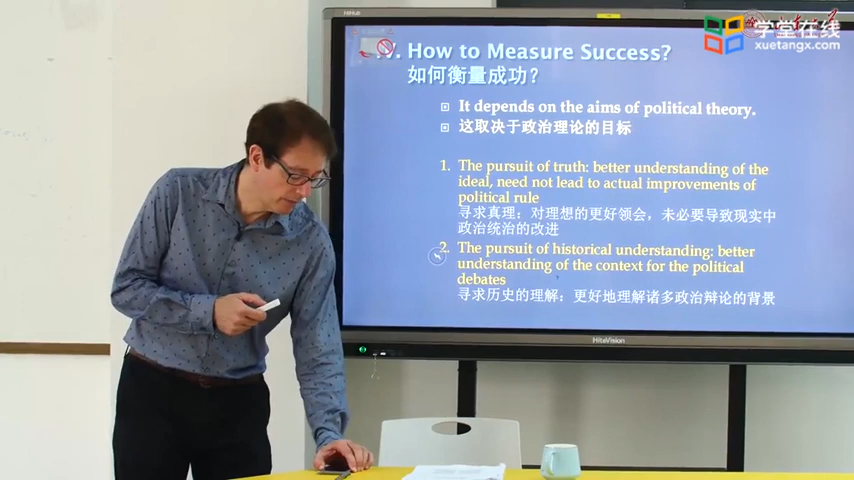 HiHub
学堂在线
xuetangx.com
IV. How to Measure Success?
如何衡量成功？
It depends on the aims of political theory.
这取决于政治理论的目标
1. The pursuit of truth: better understanding of the
ideal, need not lead to actual improvements of
political rule
寻求真理：对理想的更好领会，未必要导致现实中
政治统治的改进
2. The pursuit of historical understanding: better
understanding of the context for the political
debates
寻求历史的理解：更好地理解诸多政治辩论的背景
HiteVision